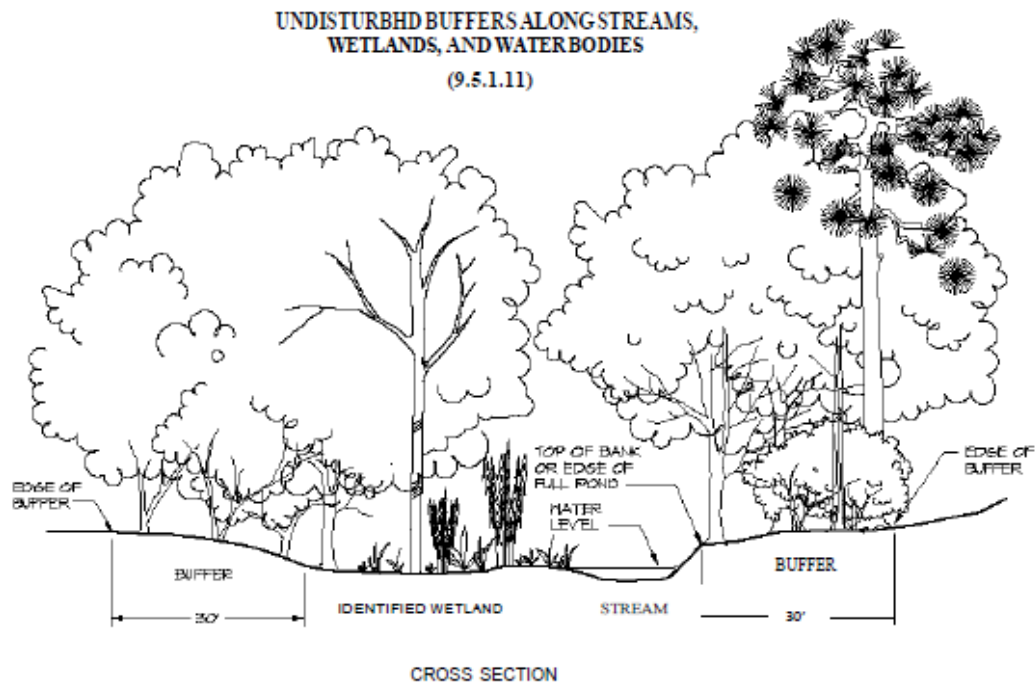 UNDISTURBHD BUFFERS ALONG STREAMS,
WETLANDS, AND WATER BODIES
(9.5.1.11)
TOP OF BANK
OR EDGE OF
FULL POND
EDGE OF
BUFFER
EDGE OF
BUFFER
WATER
LEVEL
BUFFER
BUFFER
30'
IDENTIFIED WETLAND
STREAM
30'
CROSS SECTION